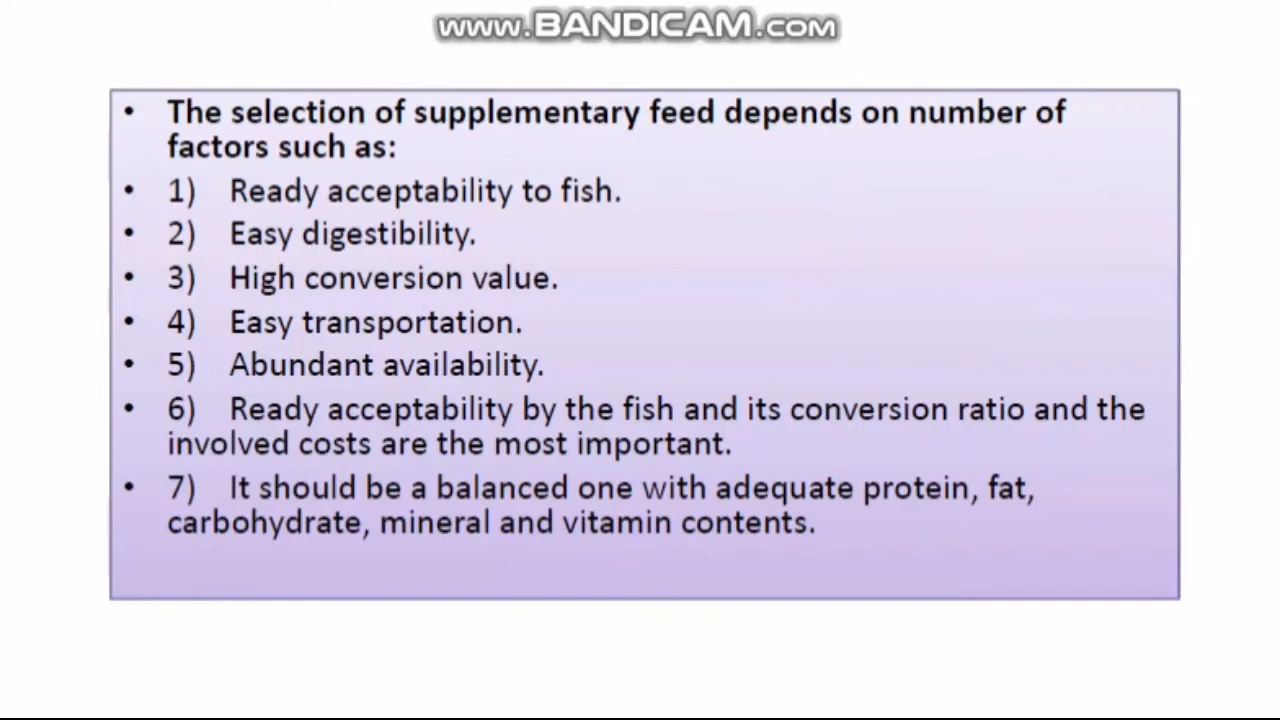 www.BANDICAM.com
• The selection of supplementary feed depends on number of
factors such as:
• 1) Ready acceptability to fish.
• 2) Easy digestibility.
• 3) High conversion value.
• 4) Easy transportation.
• 5) Abundant availability.
• 6) Ready acceptability by the fish and its conversion ratio and the
involved costs are the most important.
• 7) It should be a balanced one with adequate protein, fat,
carbohydrate, mineral and vitamin contents.